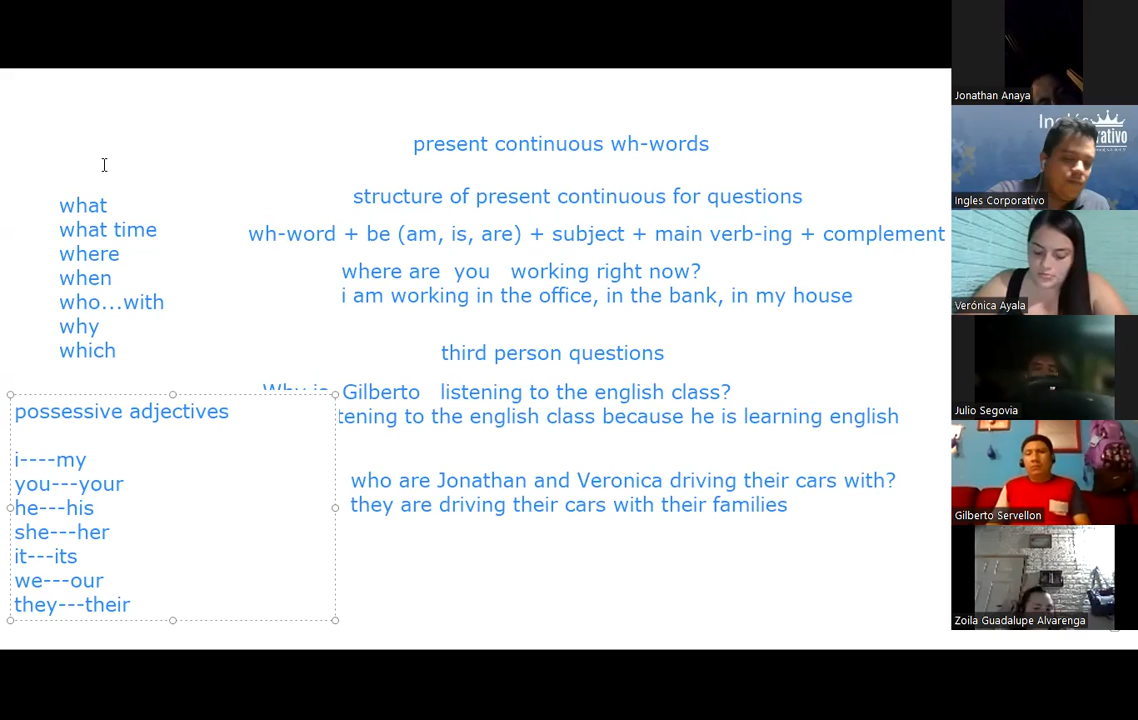 present continuous wh-words
structure of present continuous for questions
wh-word + be (am, is, are) + subject + main verb-ing + complement
where are you working right now?
i am working in the office, in the bank, in my house
what
what time
where
when
who...with
why
which
third person questions
Why is Gilberto listening to the english class?
tening to the english class because he is learning english
who are Jonathan and Veronica driving their cars with?
they are driving their cars with their families
possessive adjectives
i----my
you---your
he---his
she---her
it---its
we---our
they---their
Jonathan Anaya
Ingles Corporativo
Verónica Ayala
Julio Segovia
Gilberto Servellon
Zoila Guadalupe Alvarenga